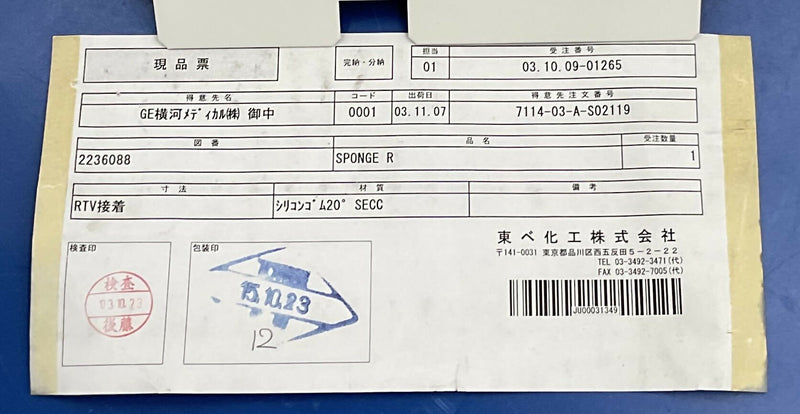 現品票
完納・分納
担当
受注番号
01
03.10.09-01265
得意先名
コード
出荷日
得意先注文番号
GE横河ﾒﾃﾞｨｶﾙ㈱ 御中
0001
03.11.07
7114-03-A-S02119
図番
品名
受注数量
2236088
SPONGE R
1
寸法
材質
備考
RTV接着
ｼﾘｺﾝｺﾞﾑ20° SECC
検査印
包装印
検査
03.10.23
後藤
15.10.23
12
東べ化工株式会社
〒141-0031 東京都品川区西五反田5-2-22
TEL 03-3492-3471(代)
FAX 03-3492-7005(代)
JU00031349